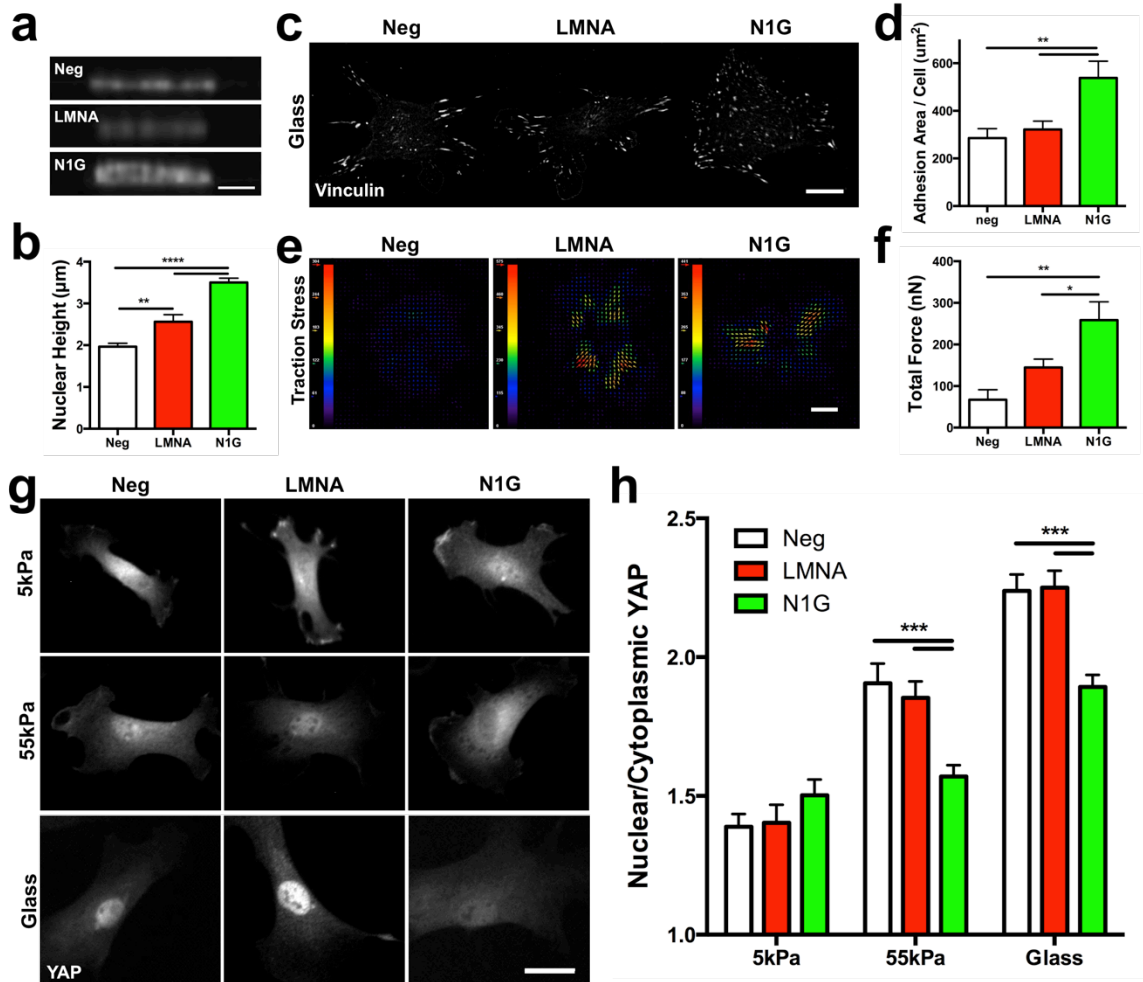 a
Neg
LMNA
N1G
b
Nuclear Height (μm)
4
3
2
1
0
****
**
Neg LMNA N1G
c
Neg LMNA N1G
Glass
Vinculin
d
Adhesion Area / Cell (um²)
600
400
200
0
**
neg LMNA N1G
e
Neg LMNA N1G
Traction Stress
f
Total Force (nN)
400
300
200
100
0
**
*
Neg LMNA N1G
g
Neg LMNA N1G
5kPa
55kPa
Glass
YAP
h
Nuclear/Cytoplasmic YAP
2.5
2.0
1.5
1.0
Neg
LMNA
N1G
***
***
5kPa 55kPa Glass